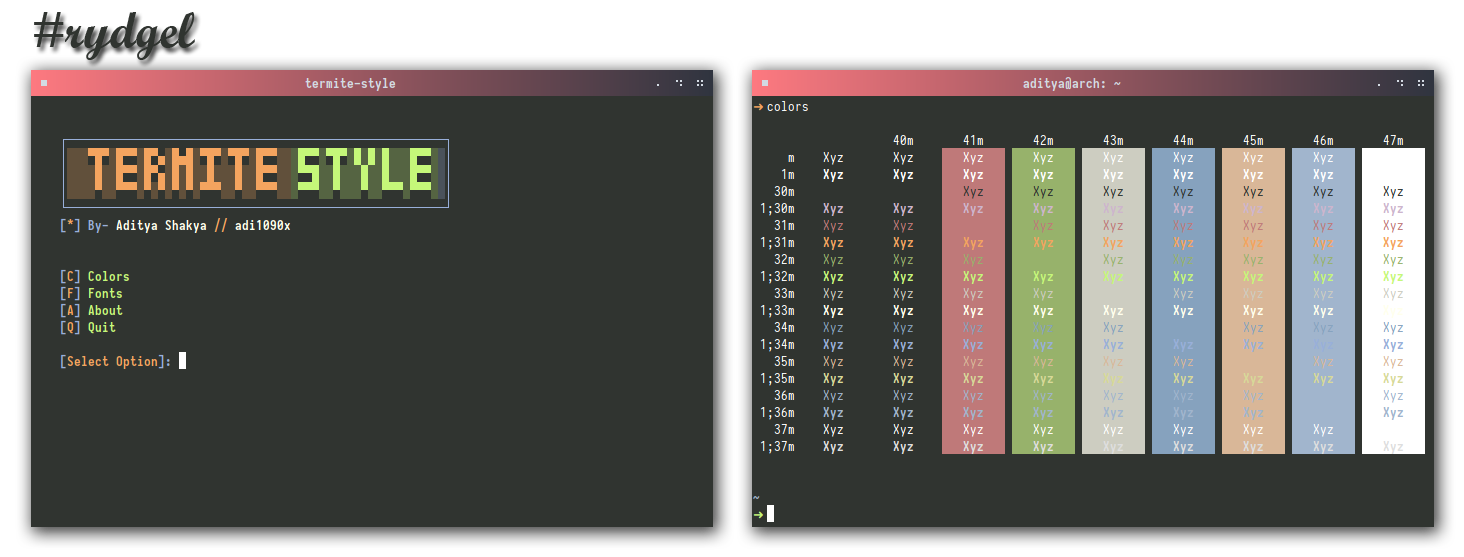 #rydgel
termite-style
TERMITE STYLE
[*] By- Aditya Shakya // adi1090x
[C] Colors
[F] Fonts
[A] About
[Q] Quit
[Select Option]:
aditya@arch: ~
➜ colors
40m 41m 42m 43m 44m 45m 46m 47m
m Xyz Xyz Xyz Xyz Xyz Xyz Xyz Xyz
1m Xyz Xyz Xyz Xyz Xyz Xyz Xyz Xyz
30m Xyz Xyz Xyz Xyz Xyz Xyz Xyz
1;30m Xyz Xyz Xyz Xyz Xyz Xyz Xyz Xyz Xyz
31m Xyz Xyz Xyz Xyz Xyz Xyz Xyz Xyz
1;31m Xyz Xyz Xyz Xyz Xyz Xyz Xyz Xyz Xyz
32m Xyz Xyz Xyz Xyz Xyz Xyz Xyz Xyz
1;32m Xyz Xyz Xyz Xyz Xyz Xyz Xyz Xyz Xyz
33m Xyz Xyz Xyz Xyz Xyz Xyz Xyz Xyz
1;33m Xyz Xyz Xyz Xyz Xyz Xyz Xyz Xyz Xyz
34m Xyz Xyz Xyz Xyz Xyz Xyz Xyz Xyz
1;34m Xyz Xyz Xyz Xyz Xyz Xyz Xyz Xyz Xyz
35m Xyz Xyz Xyz Xyz Xyz Xyz Xyz Xyz
1;35m Xyz Xyz Xyz Xyz Xyz Xyz Xyz Xyz Xyz
36m Xyz Xyz Xyz Xyz Xyz Xyz Xyz Xyz
1;36m Xyz Xyz Xyz Xyz Xyz Xyz Xyz Xyz
37m Xyz Xyz Xyz Xyz Xyz Xyz Xyz Xyz
1;37m Xyz Xyz Xyz Xyz Xyz Xyz Xyz Xyz Xyz
~
➜